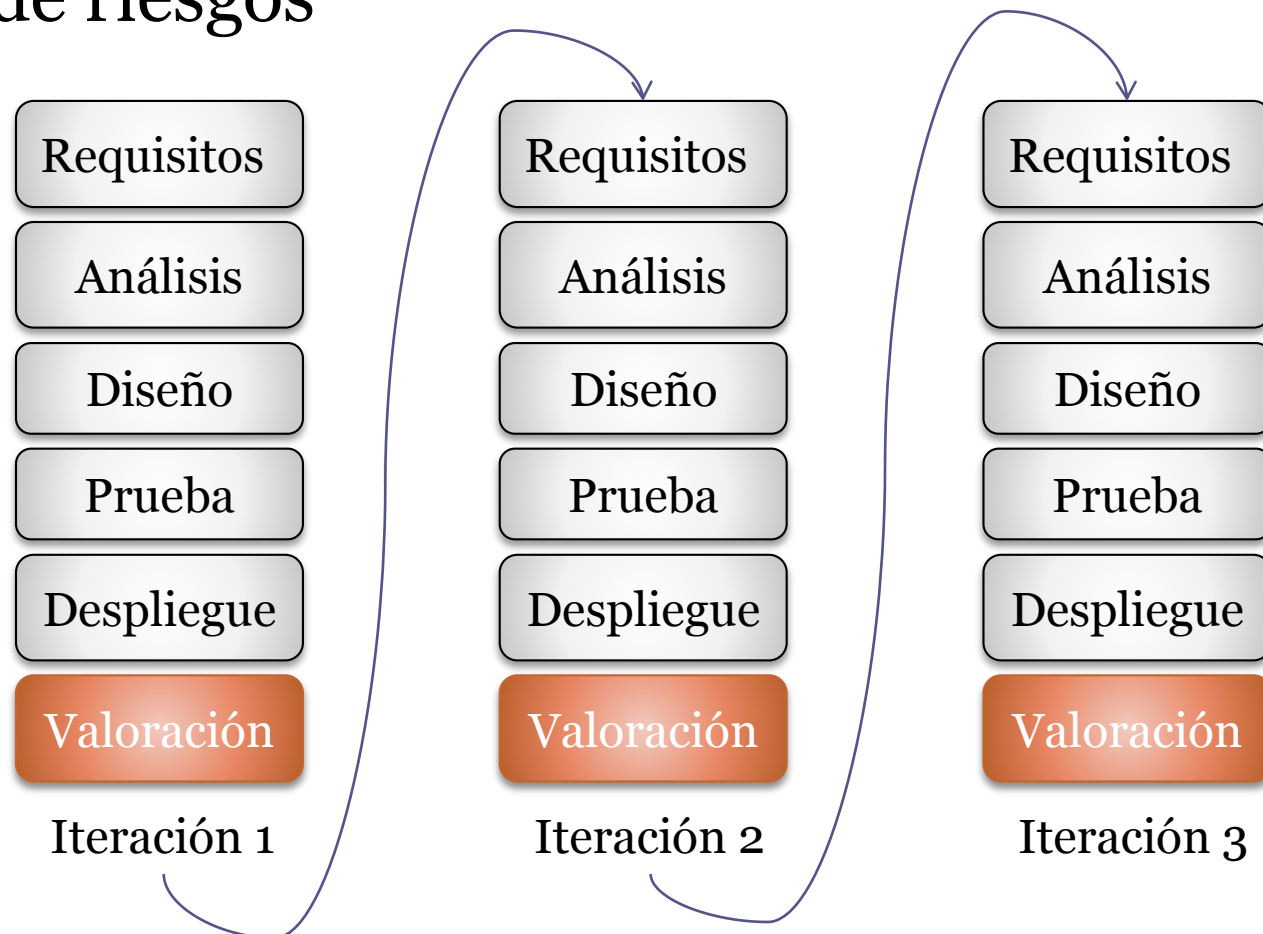 de riesgos
Requisitos
Análisis
Diseño
Prueba
Despliegue
Valoración
Iteración 1
Requisitos
Análisis
Diseño
Prueba
Despliegue
Valoración
Iteración 2
Requisitos
Análisis
Diseño
Prueba
Despliegue
Valoración
Iteración 3